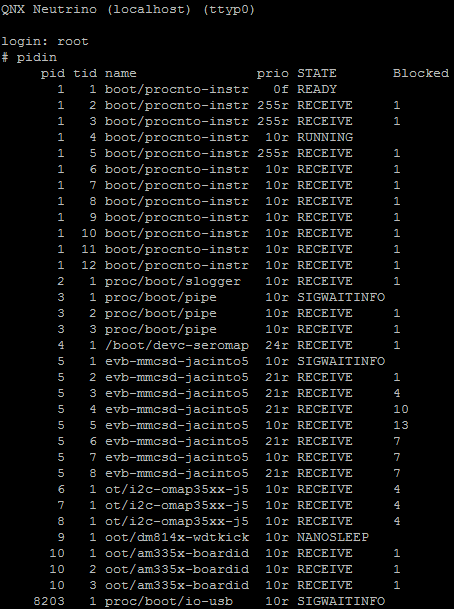 QNX Neutrino (localhost) (ttyp0)
login: root
# pidin
pid tid name prio STATE Blocked
1 1 boot/procnto-instr 0f READY
1 2 boot/procnto-instr 255r RECEIVE 1
1 3 boot/procnto-instr 255r RECEIVE 1
1 4 boot/procnto-instr 10r RUNNING
1 5 boot/procnto-instr 255r RECEIVE 1
1 6 boot/procnto-instr 10r RECEIVE 1
1 7 boot/procnto-instr 10r RECEIVE 1
1 8 boot/procnto-instr 10r RECEIVE 1
1 9 boot/procnto-instr 10r RECEIVE 1
1 10 boot/procnto-instr 10r RECEIVE 1
1 11 boot/procnto-instr 10r RECEIVE 1
1 12 boot/procnto-instr 10r RECEIVE 1
2 1 proc/boot/slogger 10r RECEIVE 1
3 1 proc/boot/pipe 10r SIGWAITINFO
3 2 proc/boot/pipe 10r RECEIVE 1
3 3 proc/boot/pipe 10r RECEIVE 1
4 1 /boot/devc-seromap 24r RECEIVE 1
5 1 evb-mmcsd-jacinto5 10r SIGWAITINFO
5 2 evb-mmcsd-jacinto5 21r RECEIVE 1
5 3 evb-mmcsd-jacinto5 21r RECEIVE 4
5 4 evb-mmcsd-jacinto5 21r RECEIVE 10
5 5 evb-mmcsd-jacinto5 10r RECEIVE 13
5 6 evb-mmcsd-jacinto5 21r RECEIVE 7
5 7 evb-mmcsd-jacinto5 10r RECEIVE 7
5 8 evb-mmcsd-jacinto5 21r RECEIVE 7
6 1 ot/i2c-omap35xx-j5 10r RECEIVE 4
7 1 ot/i2c-omap35xx-j5 10r RECEIVE 4
8 1 ot/i2c-omap35xx-j5 10r RECEIVE 4
9 1 oot/dm814x-wdtkick 10r NANOSLEEP
10 1 oot/am335x-boardid 10r RECEIVE 1
10 2 oot/am335x-boardid 10r RECEIVE 1
10 3 oot/am335x-boardid 10r RECEIVE 1
8203 1 proc/boot/io-usb 10r SIGWAITINFO